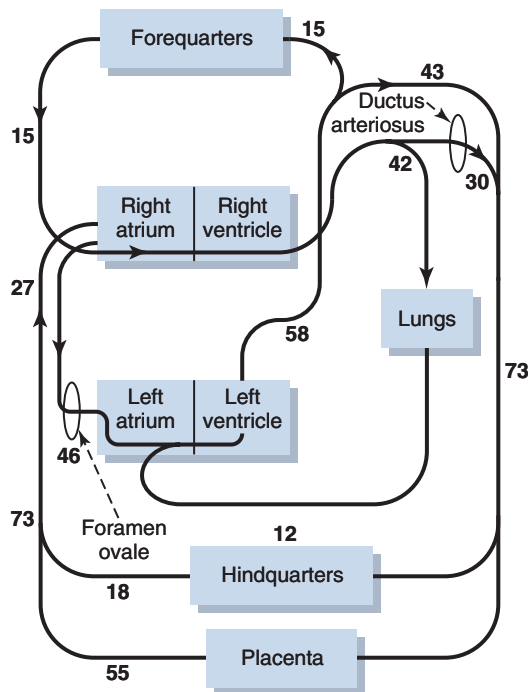 Forequarters
15
43
Ductus
arteriosus
15
42
30
Right
atrium
Right
ventricle
27
58
Lungs
73
Left
atrium
Left
ventricle
46
73
Foramen
ovale
12
Hindquarters
18
Placenta
55